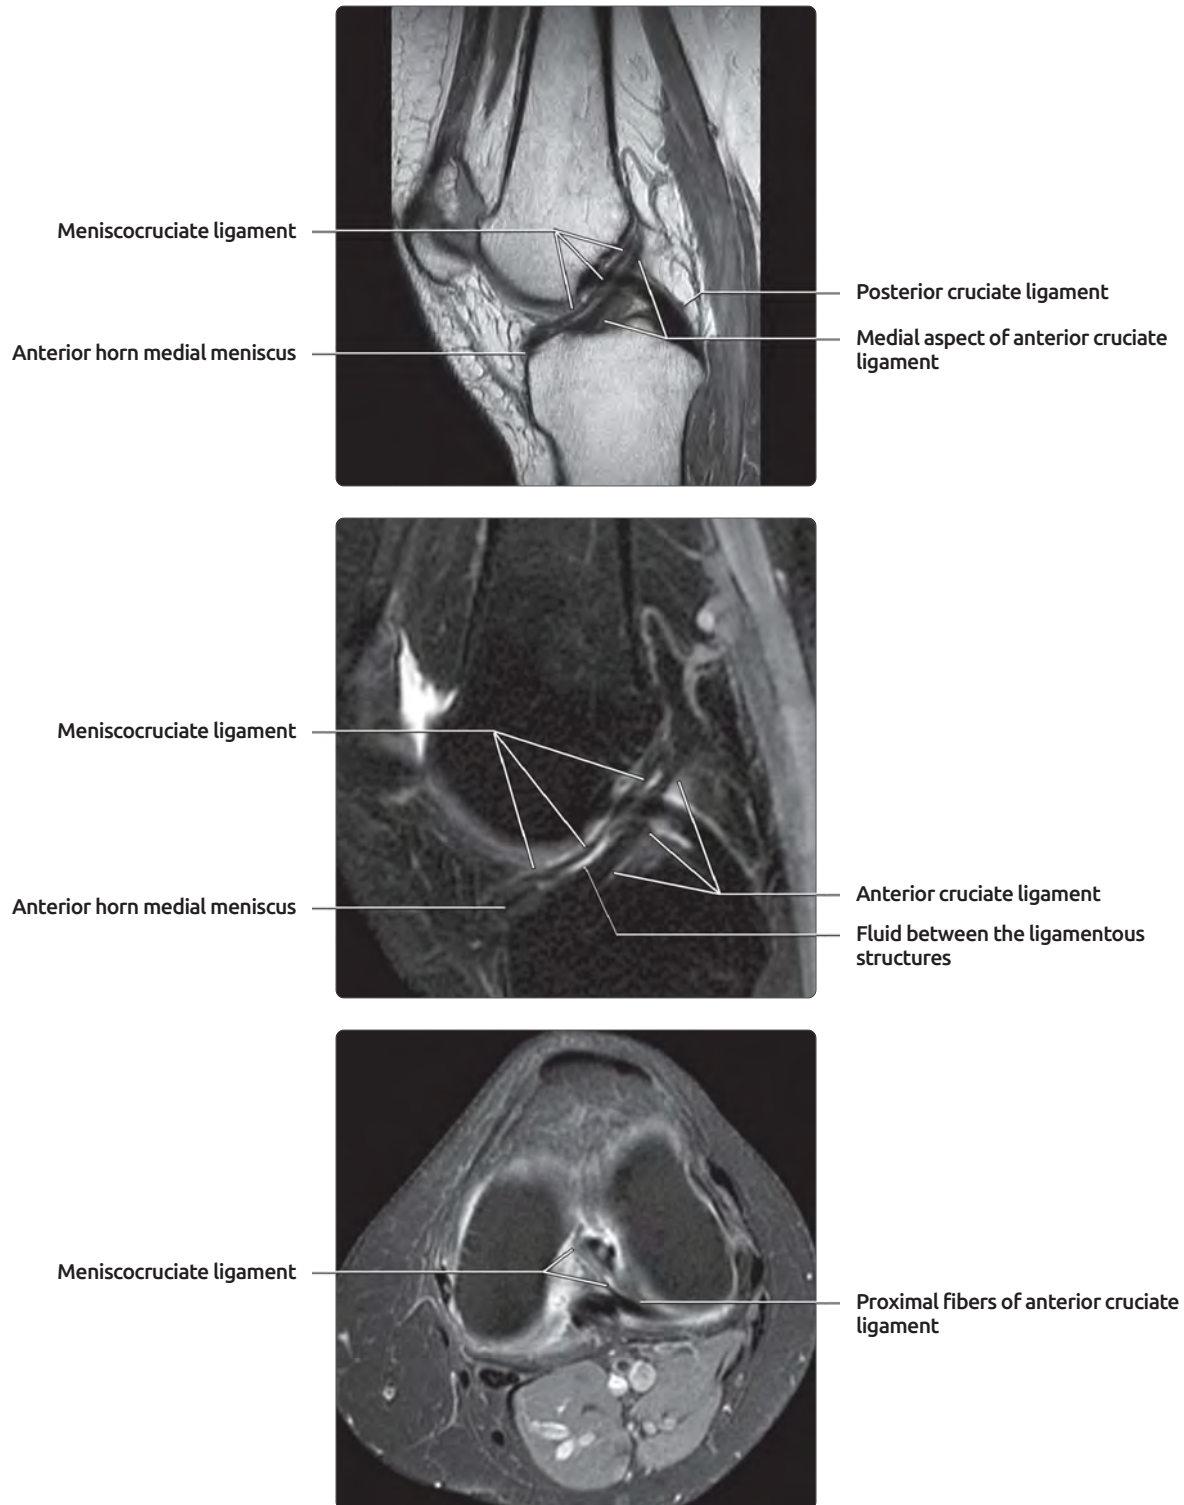 Meniscocruciate ligament
Anterior horn medial meniscus
Posterior cruciate ligament
Medial aspect of anterior cruciate
ligament
Meniscocruciate ligament
Anterior horn medial meniscus
Anterior cruciate ligament
Fluid between the ligamentous
structures
Meniscocruciate ligament
Proximal fibers of anterior cruciate
ligament